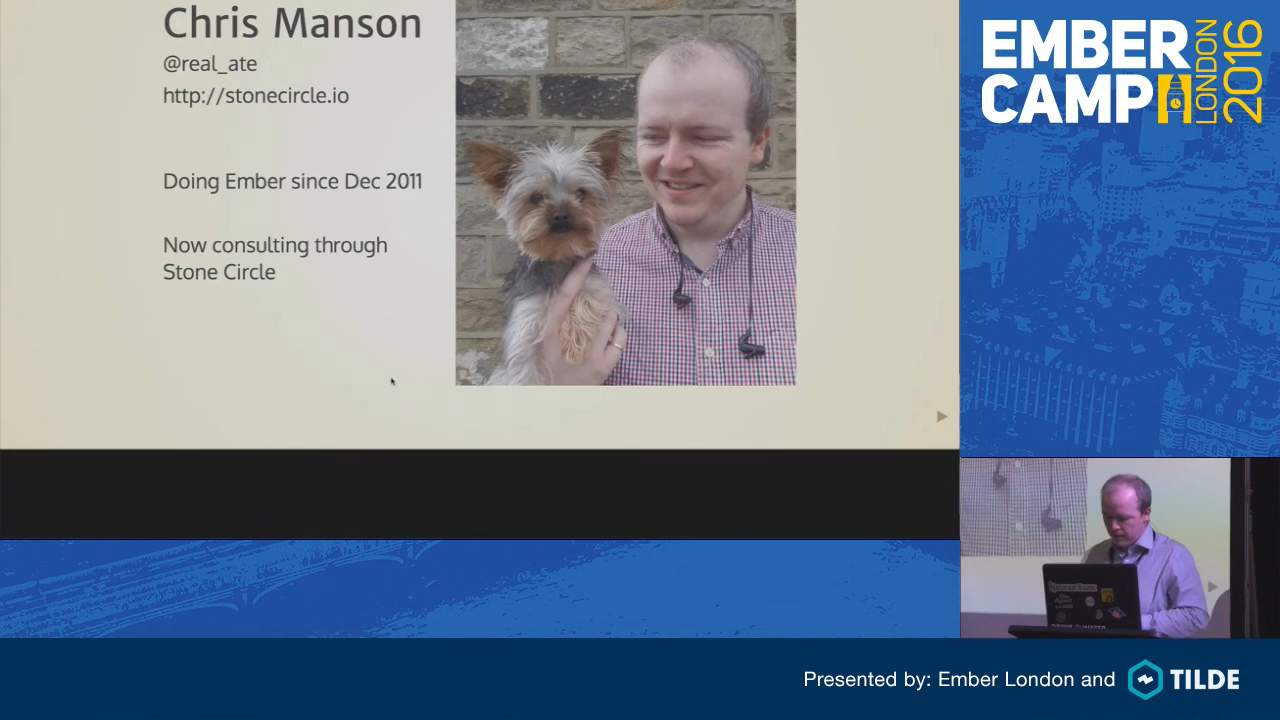 Chris Manson
@real_ate
http://stonecircle.io
Doing Ember since Dec 2011
Now consulting through
Stone Circle
EMBER
CAMP
LONDON
2016
Presented by: Ember London and
TILDE